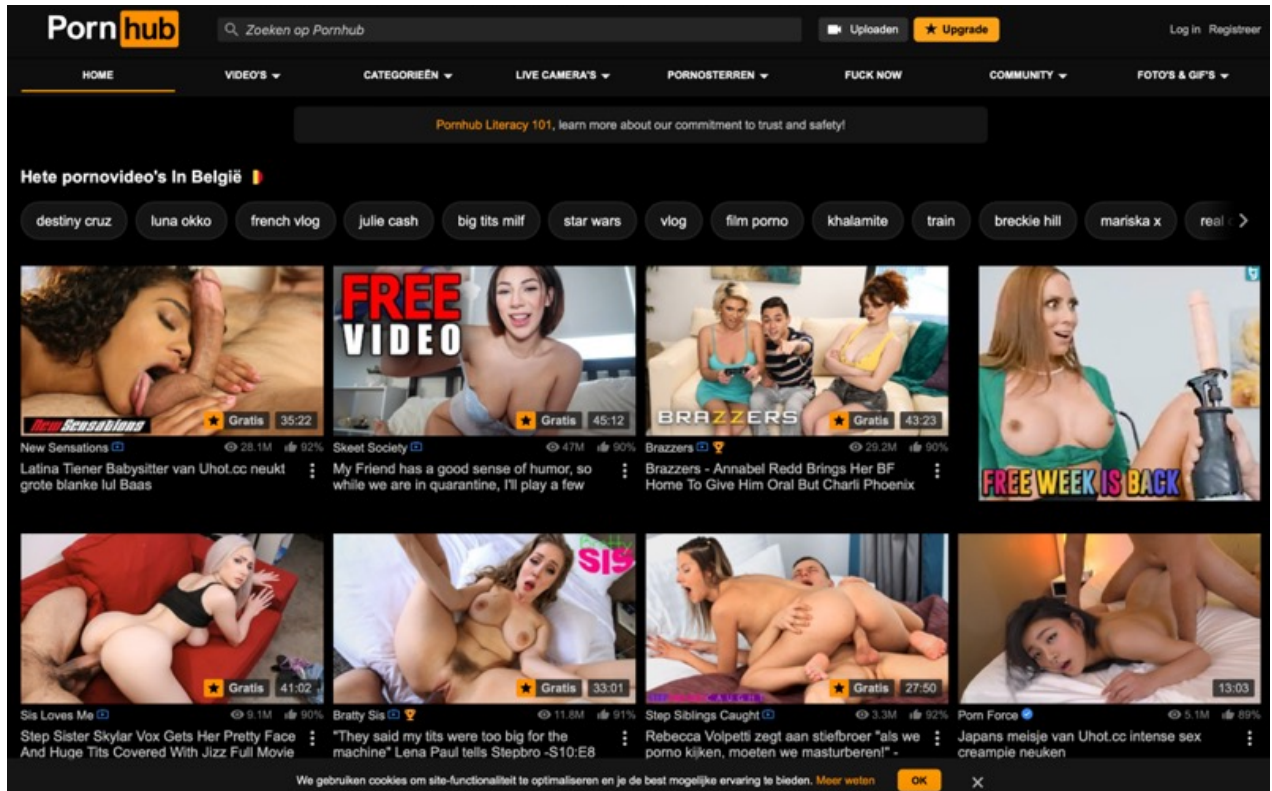 Pornhub
Zoeken op Pornhub
Uploaden
Upgrade
Log in
Registreer
HOME
VIDEO'S
CATEGORIEËN
LIVE CAMERA'S
PORNOSTERREN
FUCK NOW
COMMUNITY
FOTO'S & GIF'S
Pornhub Literacy 101, learn more about our commitment to trust and safety!
Hete pornovideo's In België
destiny cruz
luna okko
french vlog
julie cash
big tits milf
star wars
vlog
film porno
khalamite
train
breckie hill
mariska x
real
New Sensations
Gratis 35:22
New Sensations 28.1M 92%
Latina Tiener Babysitter van Uhot.cc neukt
grote blanke lul Baas
FREE
VIDEO
Gratis 45:12
Skeet Society 47M 90%
My Friend has a good sense of humor, so
while we are in quarantine, I'll play a few
BRAZZERS
Gratis 43:23
Brazzers 29.2M 90%
Brazzers - Annabel Redd Brings Her BF
Home To Give Him Oral But Charli Phoenix
FREE WEEK IS BACK
Gratis 41:02
Sis Loves Me 9.1M 90%
Step Sister Skylar Vox Gets Her Pretty Face
And Huge Tits Covered With Jizz Full Movie
SIS
Gratis 33:01
Bratty Sis 11.8M 91%
"They said my tits were too big for the
machine" Lena Paul tells Stepbro -S10:E8
Gratis 27:50
Step Siblings Caught 3.3M 92%
Rebecca Volpetti zegt aan stiefbroer "als we
porno kijken, moeten we masturberen!" -
13:03
Porn Force 5.1M 89%
Japans meisje van Uhot.cc intense sex
creampie neuken
We gebruiken cookies om site-functionaliteit te optimaliseren en je de best mogelijke ervaring te bieden. Meer weten
OK